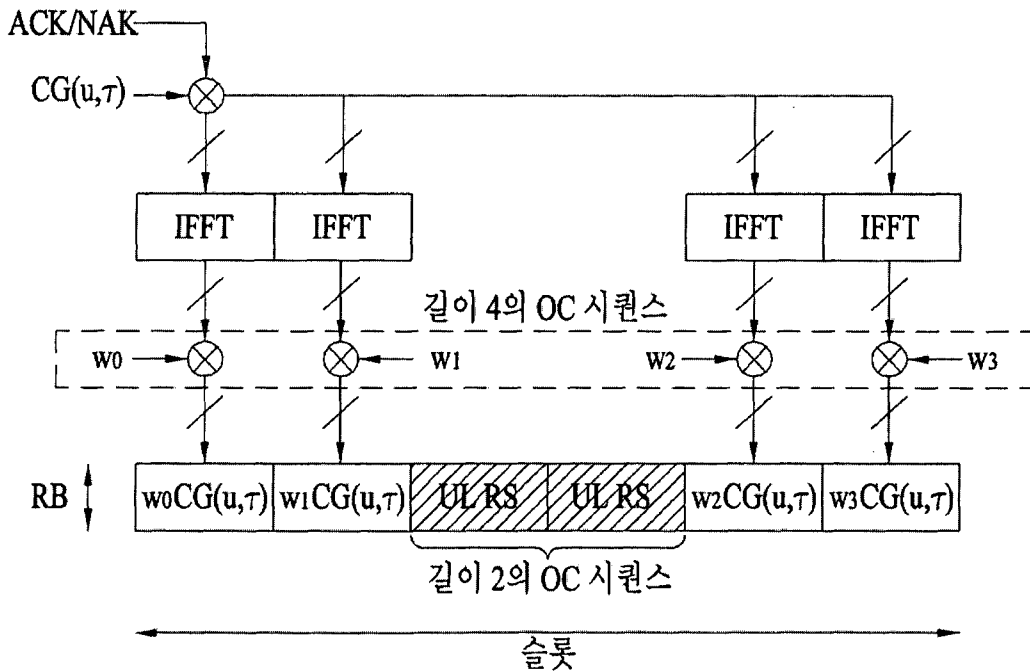 ACK/NAK
CG(u,τ)
IFFT IFFT IFFT IFFT
길이 4의 OC 시퀀스
w0 w1 w2 w3
RB w0CG(u,τ) w1CG(u,τ) UL RS UL RS w2CG(u,τ) w3CG(u,τ)
길이 2의 OC 시퀀스
슬롯